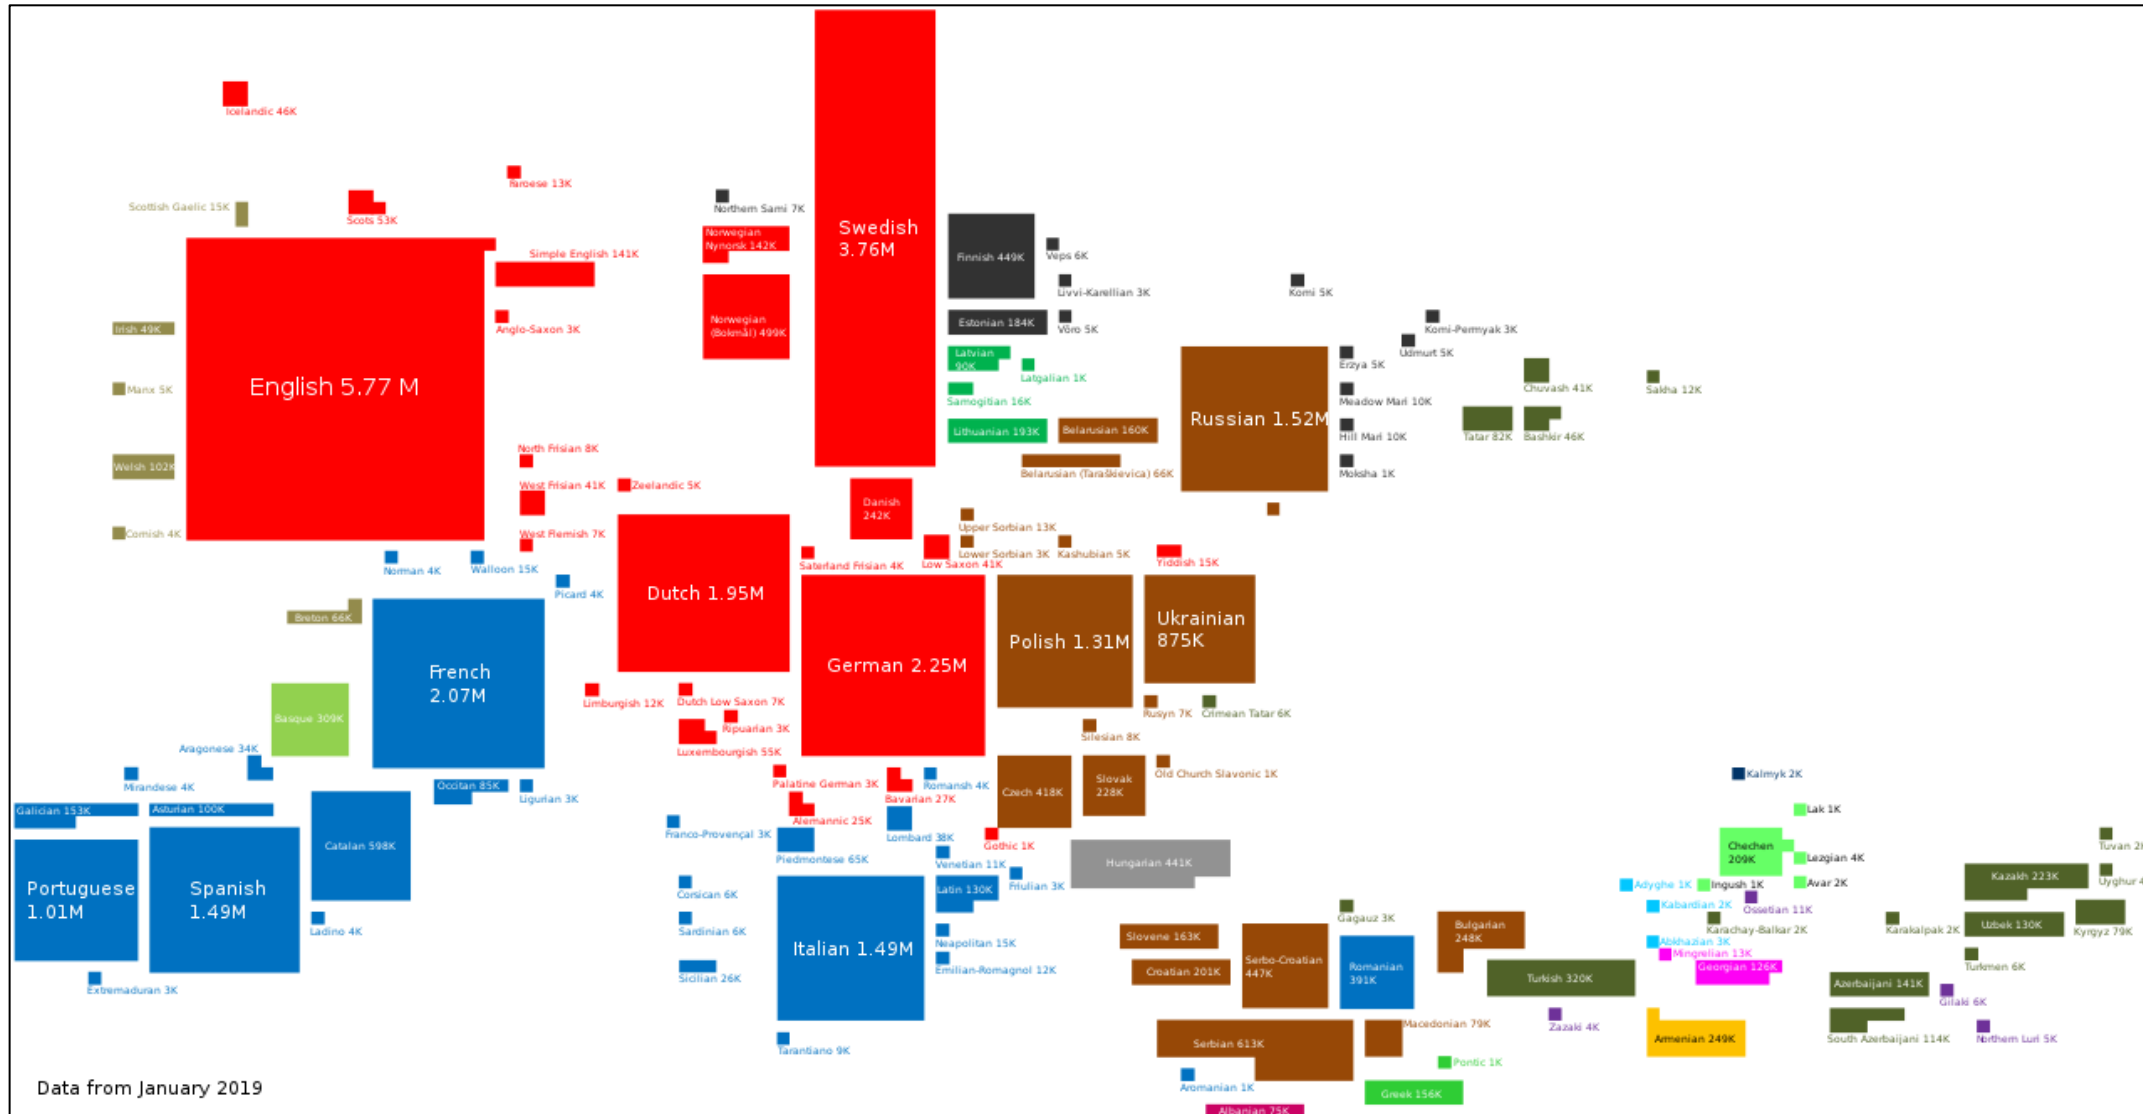 Icelandic 46K
Faroese 13K
Scottish Gaelic 15K
Scots 53K
Northern Sami 7K
Swedish
3.76M
Norwegian
Nynorsk 142K
Simple English 141K
Finnish 449K
Veps 6K
Livvi-Karellian 3K
Komi 5K
English 5.77 M
Irish 49K
Anglo-Saxon 3K
Norwegian
(Bokmål) 499K
Estonian 184K
Võro 5K
Komi-Permyak 3K
Udmurt 5K
Latvian
90K
Latgalian 1K
Erzya 5K
Manx 5K
Chuvash 41K
Sakha 12K
Samogitian 16K
Meadow Mari 10K
Russian 1.52M
Lithuanian 193K
Belarusian 160K
Hill Mari 10K
Tatar 82K
Bashkir 46K
North Frisian 8K
Welsh 102K
Belarusian (Taraškievica) 66K
Moksha 1K
West Frisian 41K
Zeelandic 5K
Danish
242K
Upper Sorbian 13K
Cornish 4K
West Flemish 7K
Lower Sorbian 3K
Kashubian 5K
Norman 4K
Walloon 15K
Saterland Frisian 4K
Low Saxon 41K
Yiddish 15K
Picard 4K
Dutch 1.95M
Breton 66K
Ukrainian
875K
Polish 1.31M
French
2.07M
German 2.25M
Limburgish 12K
Dutch Low Saxon 7K
Rusyn 7K
Crimean Tatar 6K
Basque 309K
Ripuarian 3K
Silesian 8K
Aragonese 34K
Luxembourgish 55K
Mirandese 4K
Occitan 85K
Ligurian 3K
Palatine German 3K
Bavarian 27K
Romansh 4K
Czech 418K
Slovak
228K
Old Church Slavonic 1K
Kalmyk 2K
Galician 153K
Asturian 100K
Alemannic 25K
Lak 1K
Franco-Provençal 3K
Lombard 38K
Gothic 1K
Catalan 598K
Piedmontese 65K
Venetian 11K
Hungarian 441K
Chechen
209K
Lezgian 4K
Tuvan 2K
Portuguese
1.01M
Spanish
1.49M
Corsican 6K
Latin 130K
Friulian 3K
Adyghe 1K
Ingush 1K
Avar 2K
Kazakh 223K
Uyghur 4
Ladino 4K
Sardinian 6K
Gagauz 3K
Kabardian 2K
Ossetian 11K
Karachay-Balkar 2K
Karakalpak 2K
Uzbek 130K
Kyrgyz 79K
Italian 1.49M
Neapolitan 15K
Slovene 163K
Serbo-Croatian
447K
Bulgarian
248K
Abkhazian 3K
Mingrelian 13K
Emilian-Romagnol 12K
Croatian 201K
Romanian
391K
Georgian 126K
Turkmen 6K
Extremaduran 3K
Sicilian 26K
Turkish 320K
Azerbaijani 141K
Gilaki 6K
Tarantiano 9K
Serbian 613K
Macedonian 79K
Zazaki 4K
Armenian 249K
South Azerbaijani 114K
Northern Luri 5K
Pontic 1K
Aromanian 1K
Greek 156K
Data from January 2019
Albanian 75K